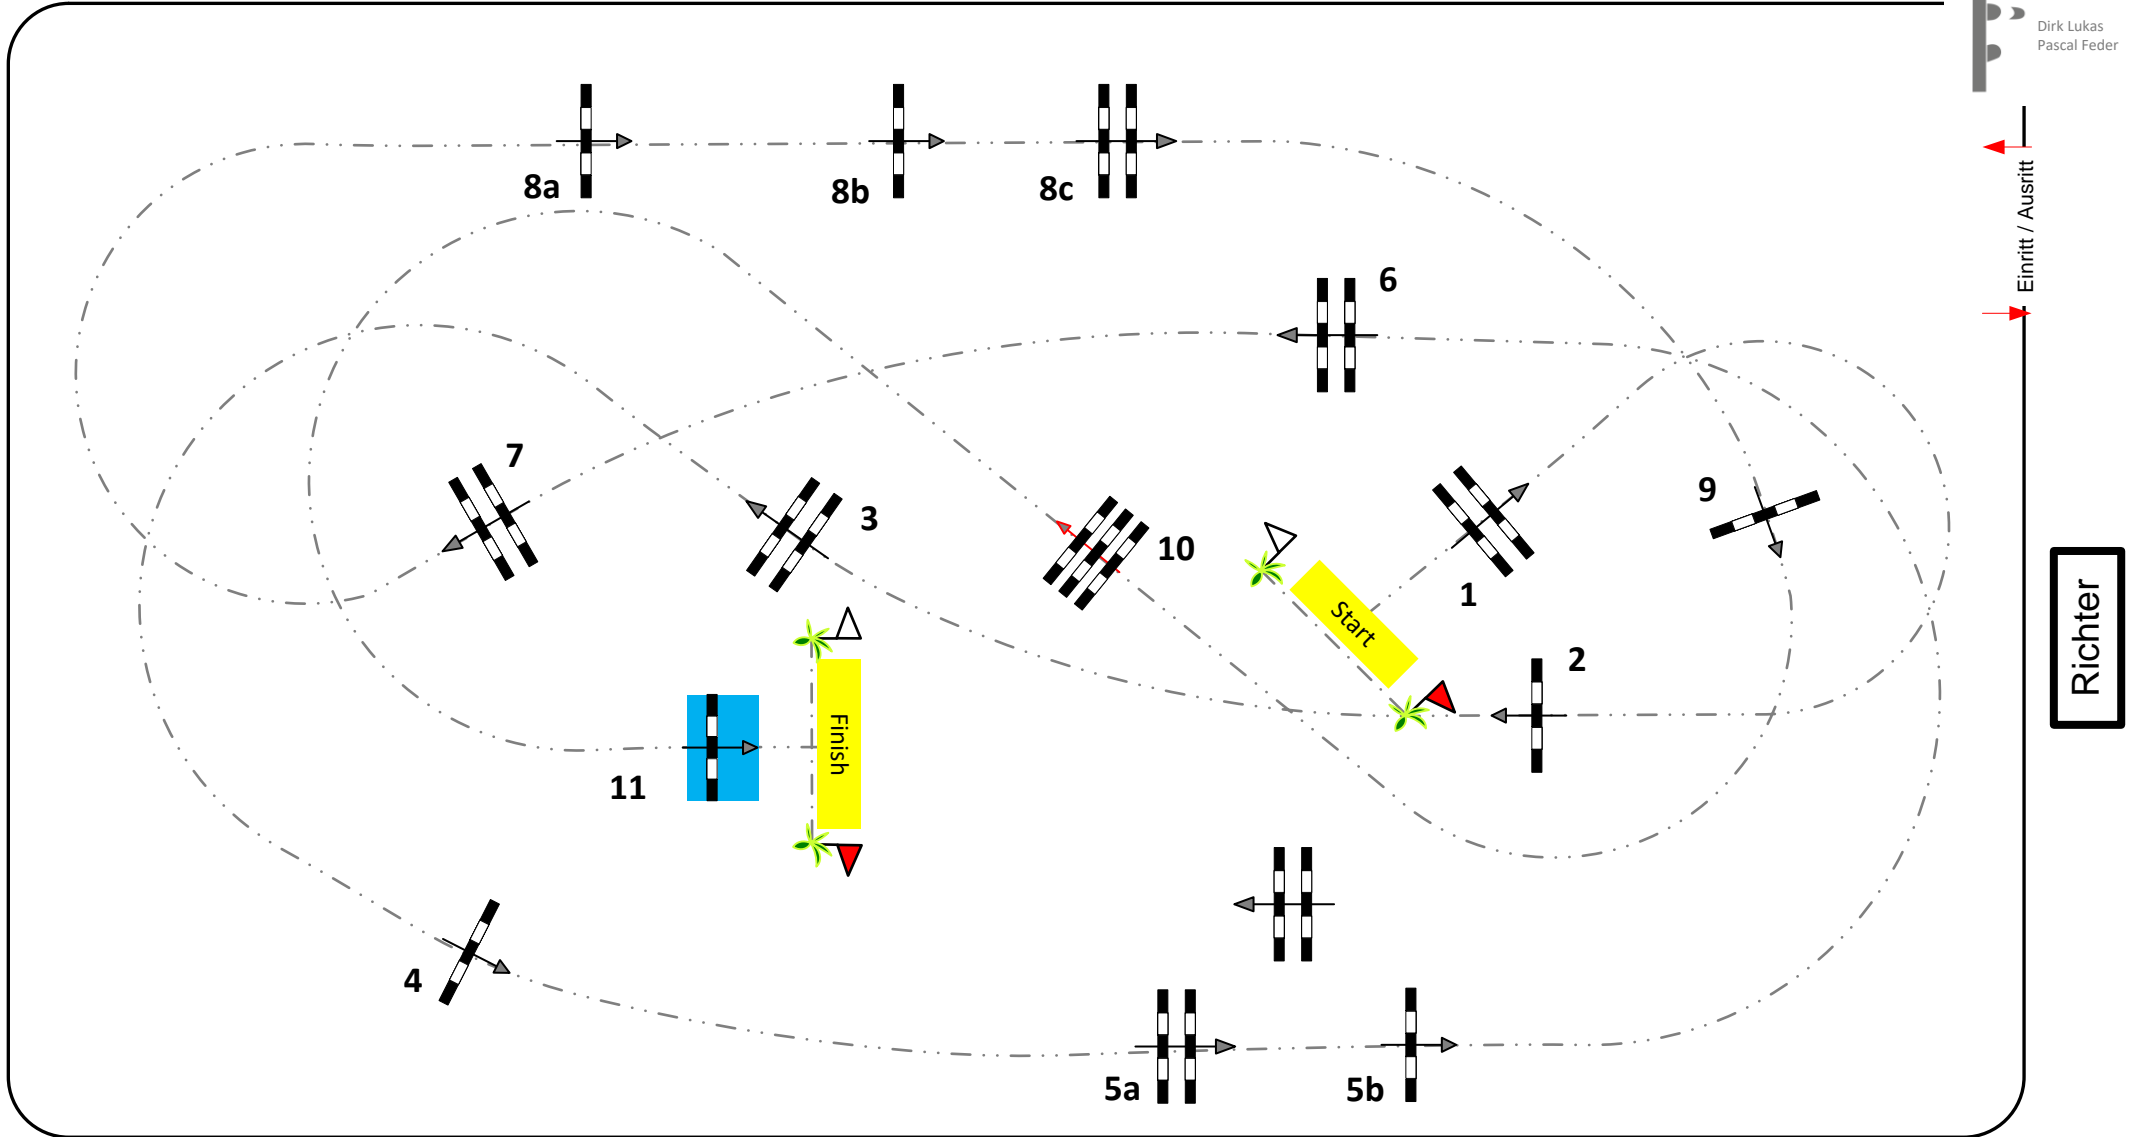 Dirk Lukas
Pascal Feder
8a
8b
8c
Einritt / Ausritt
6
7
3
10
9
1
Start
2
Richter
Finish
11
4
5a
5b